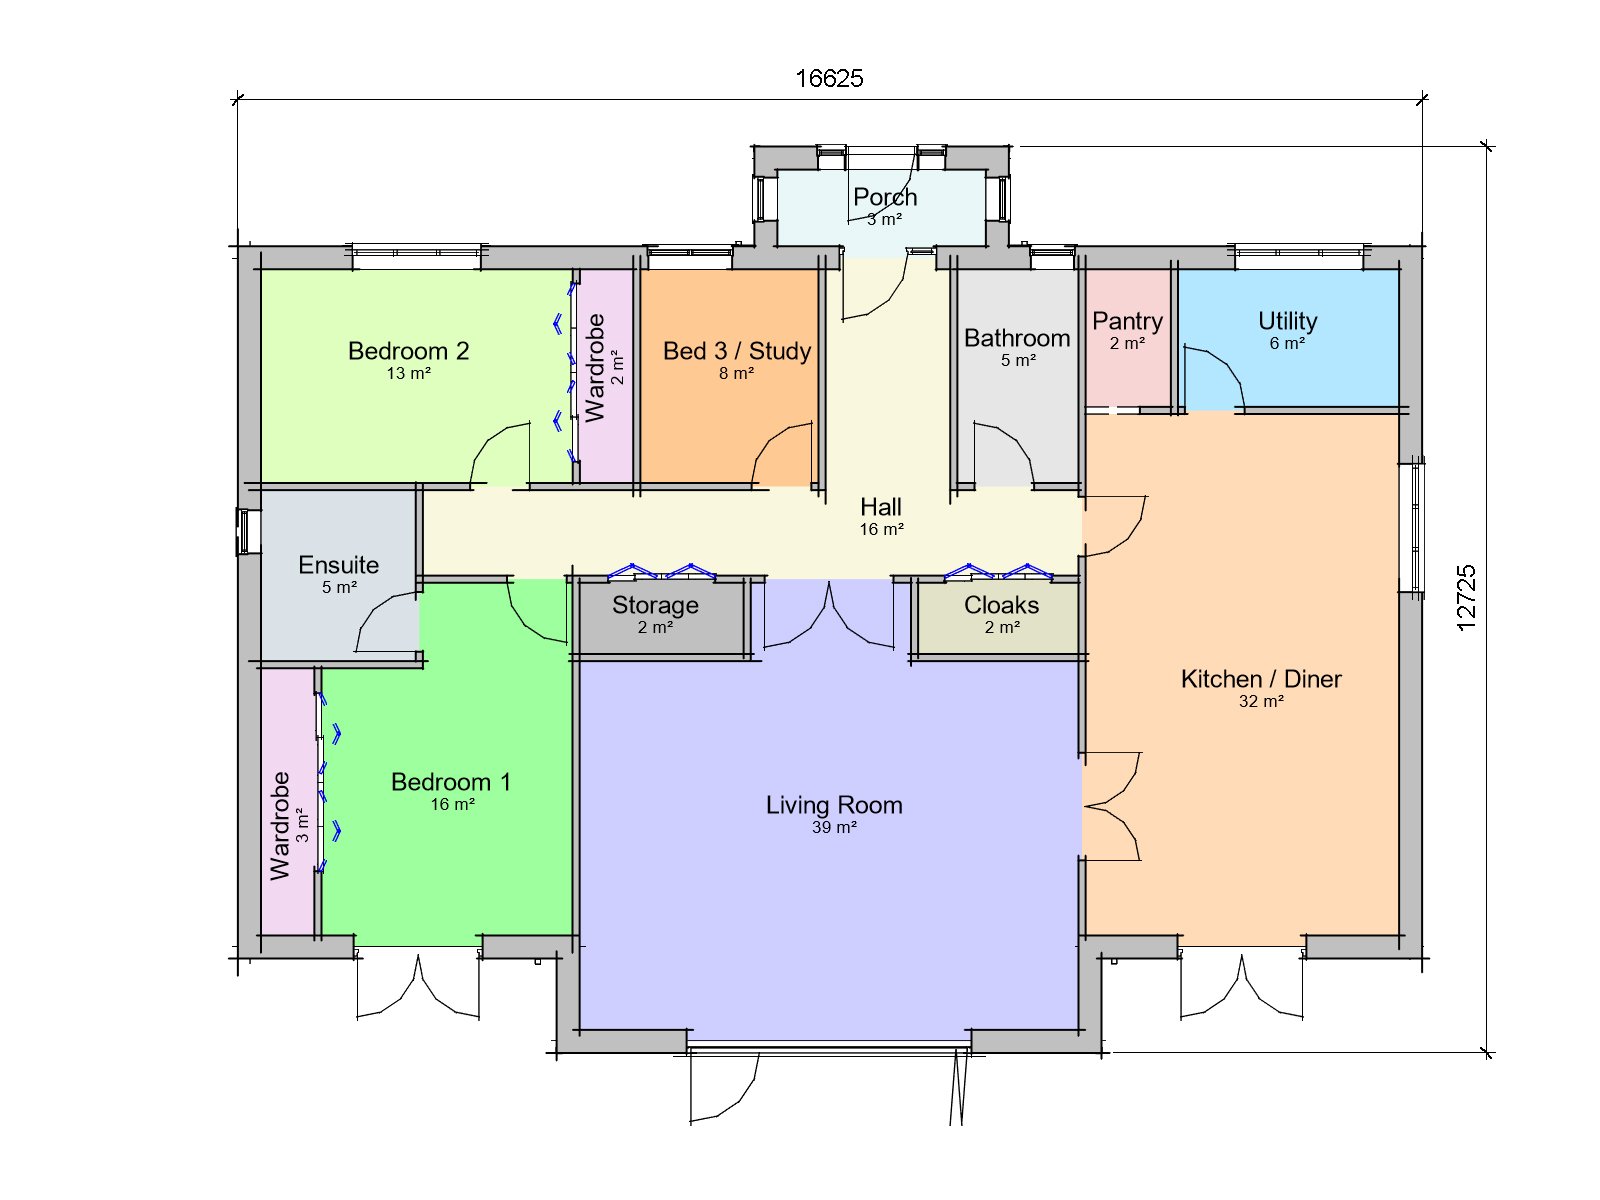 16625
Porch
3 m²
Bedroom 2
13 m²
Wardrobe
2 m²
Bed 3 / Study
8 m²
Bathroom
5 m²
Pantry
2 m²
Utility
6 m²
Hall
16 m²
Ensuite
5 m²
Storage
2 m²
Cloaks
2 m²
12725
Kitchen / Diner
32 m²
Wardrobe
3 m²
Bedroom 1
16 m²
Living Room
39 m²